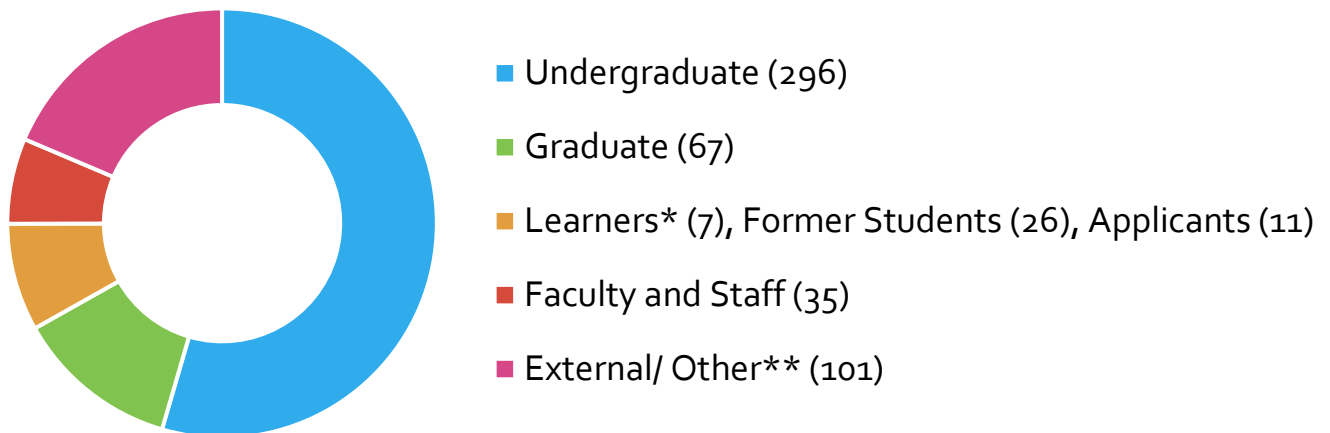 Undergraduate (296)
Graduate (67)
Learners* (7), Former Students (26), Applicants (11)
Faculty and Staff (35)
External/ Other** (101)